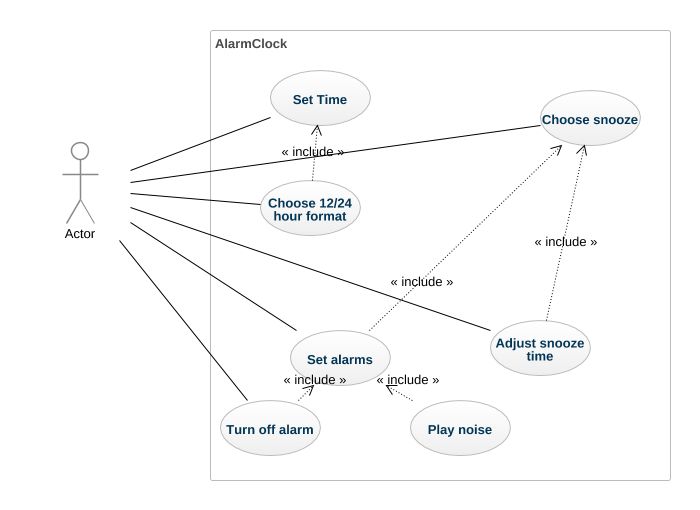 AlarmClock
Set Time
Choose snooze
« include »
Choose 12/24
hour format
Actor
« include »
« include »
Adjust snooze
time
Set alarms
« include »
« include »
Turn off alarm
Play noise